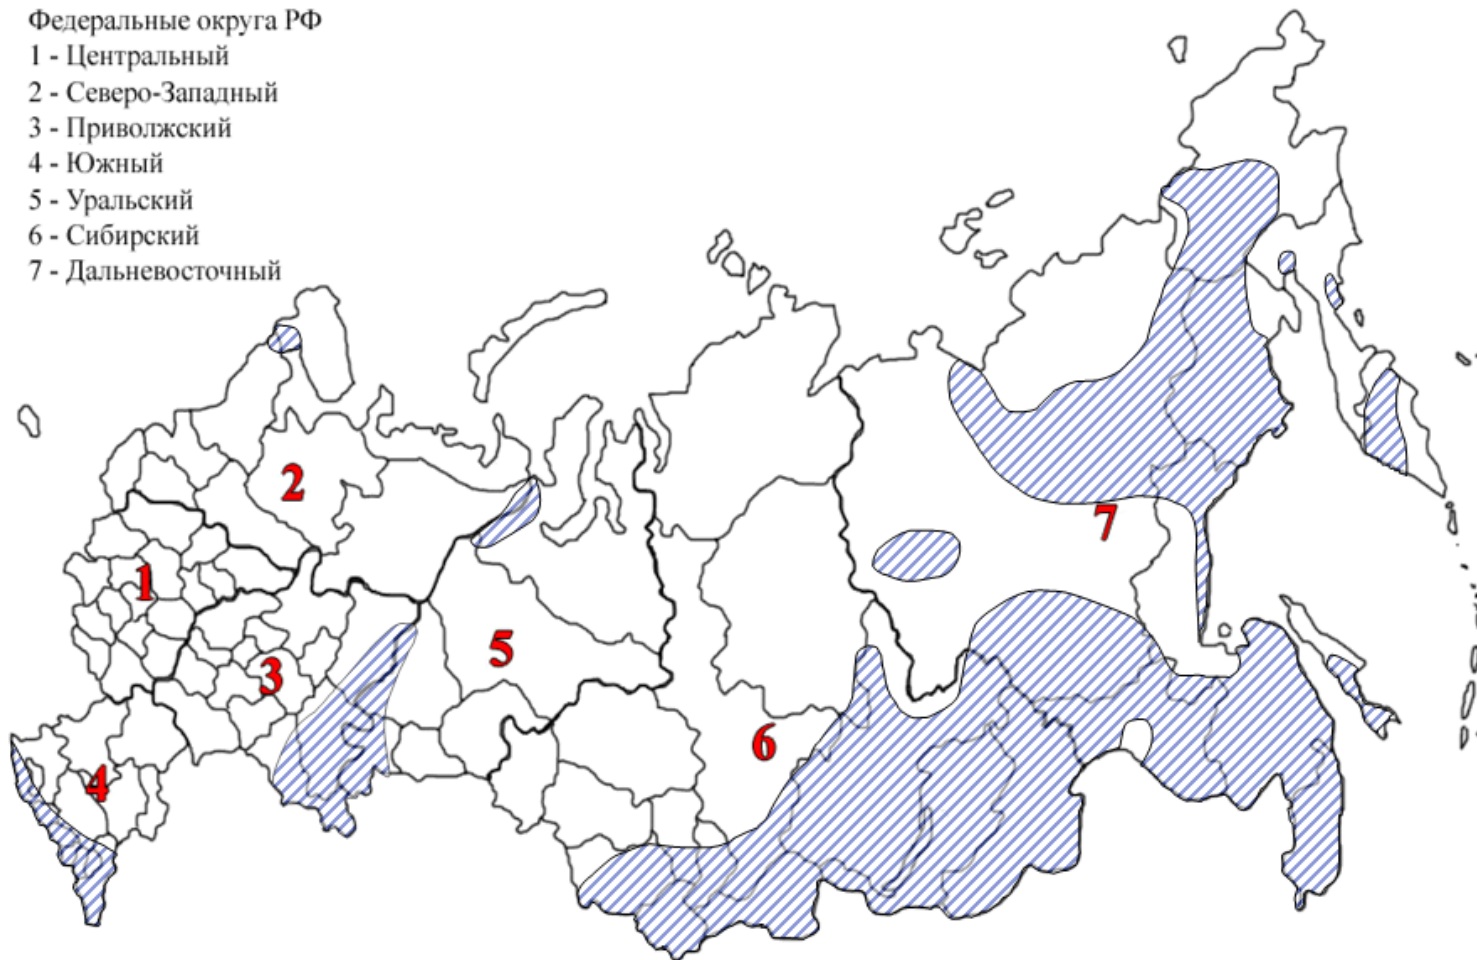 Федеральные округа РФ
1 - Центральный
2 - Северо-Западный
3 - Приволжский
4 - Южный
5 - Уральский
6 - Сибирский
7 - Дальневосточный
2
7
1
5
3
6
4